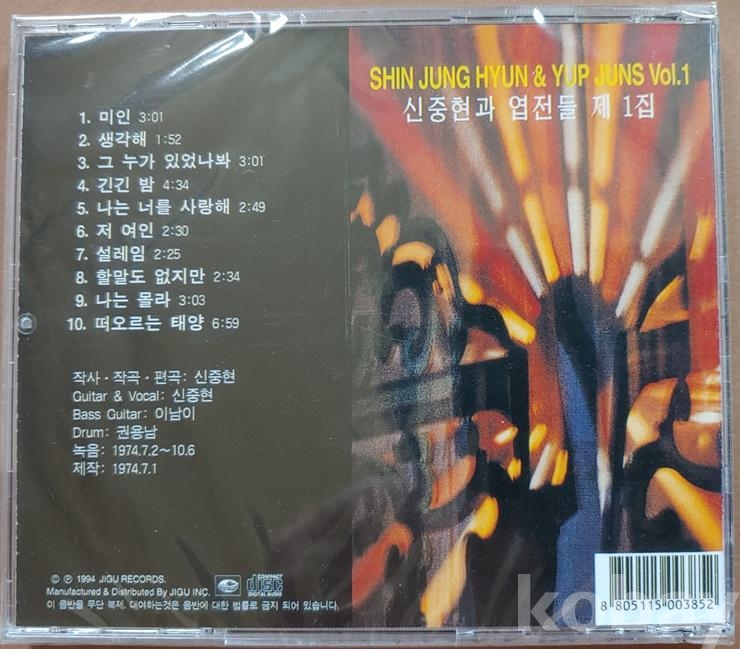 SHIN JUNG HYUN & YUP JUNS Vol.1
신중현과 엽전들 제 1집
1. 미인 3:01
2. 생각해 1:52
3. 그 누가 있었나봐 3:01
4. 긴긴 밤 4:34
5. 나는 너를 사랑해 2:49
6. 저 여인 2:30
7. 설레임 2:25
8. 할말도 없지만 2:34
9. 나는 몰라 3:03
10. 떠오르는 태양 6:59
작사·작곡·편곡: 신중현
Guitar & Vocal: 신중현
Bass Guitar: 이남이
Drum: 권용남
녹음: 1974.7.2~10.6
제작: 1974.7.1
© ℗ 1994 JIGU RECORDS.
Manufactured & Distributed By JIGU INC.
이 음반을 무단 복제, 대여하는것은 음반에 대한 법률로 금지 되어 있습니다.
COMPACT
disc
DIGITAL AUDIO
8 805115 003852